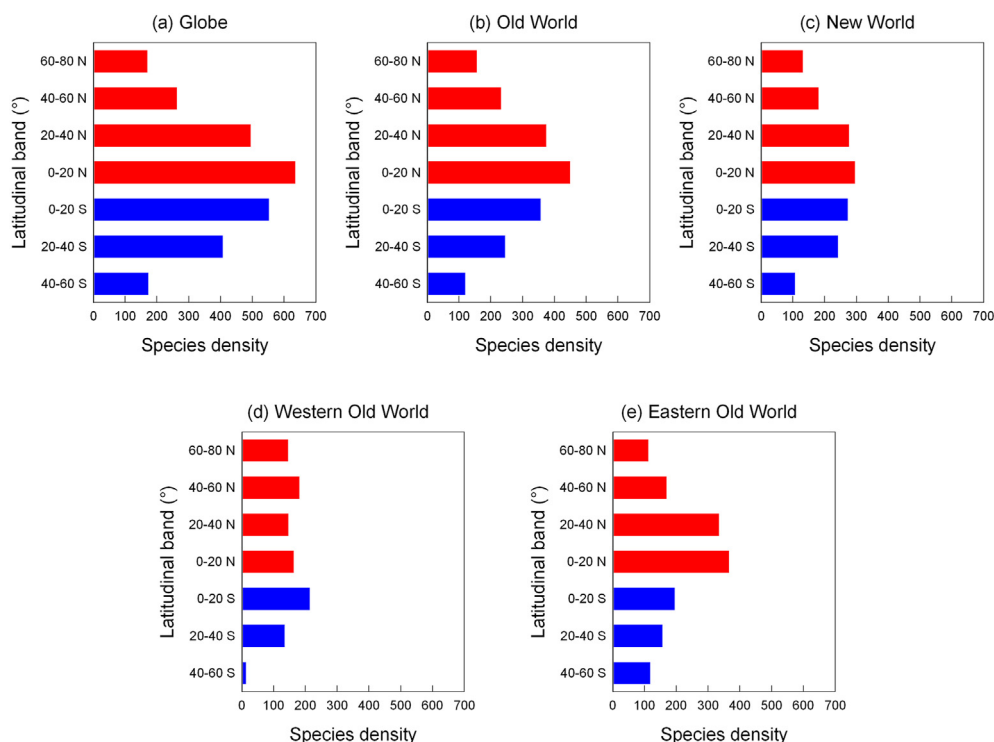 (a) Globe
Latitudinal band (°)
60-80 N
40-60 N
20-40 N
0-20 N
0-20 S
20-40 S
40-60 S
0 100 200 300 400 500 600 700
Species density
(b) Old World
60-80 N
40-60 N
20-40 N
0-20 N
0-20 S
20-40 S
40-60 S
Latitudinal band (°)
0 100 200 300 400 500 600 700
Species density
(c) New World
60-80 N
40-60 N
20-40 N
0-20 N
0-20 S
20-40 S
40-60 S
Latitudinal band (°)
0 100 200 300 400 500 600 700
Species density
(d) Western Old World
Latitudinal band (°)
60-80 N
40-60 N
20-40 N
0-20 N
0-20 S
20-40 S
40-60 S
0 100 200 300 400 500 600 700
Species density
(e) Eastern Old World
Latitudinal band (°)
60-80 N
40-60 N
20-40 N
0-20 N
0-20 S
20-40 S
40-60 S
0 100 200 300 400 500 600 700
Species density